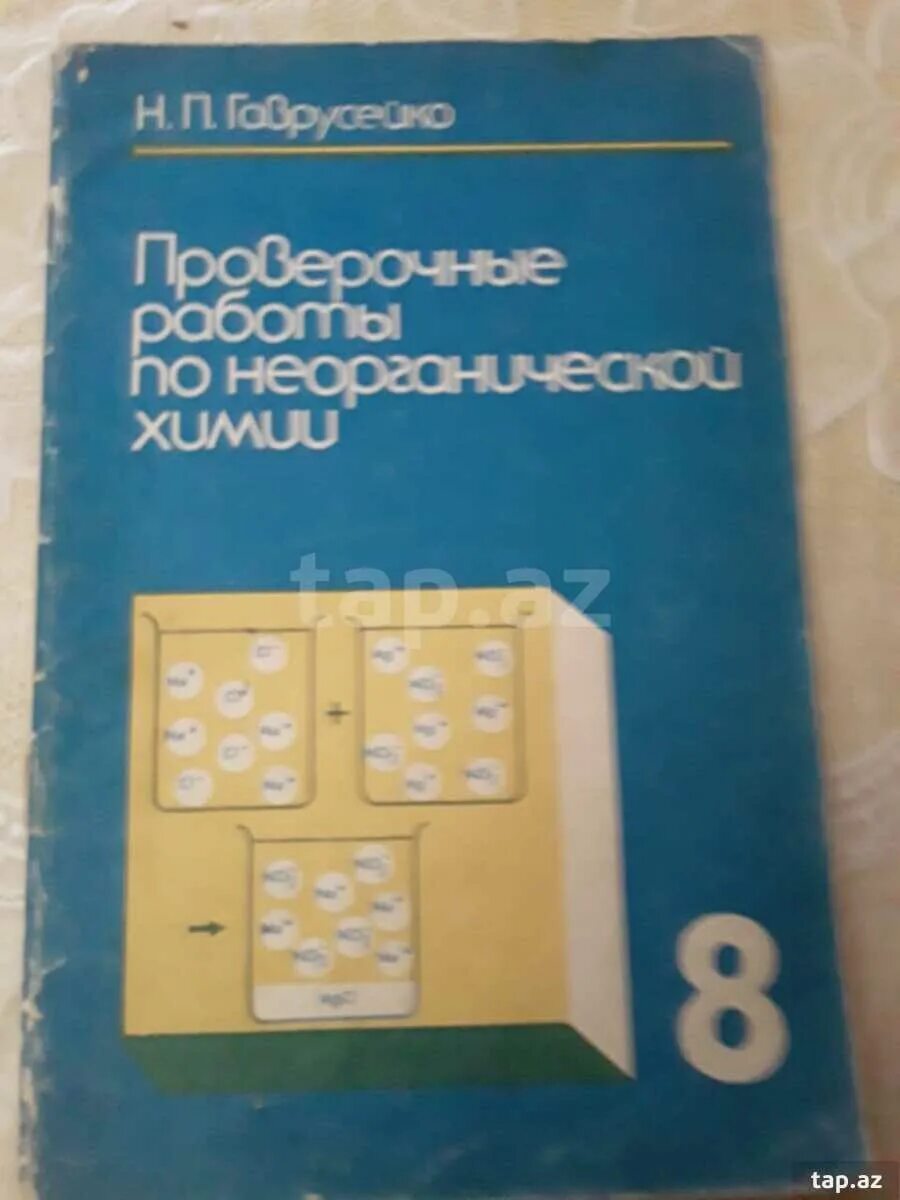 Н. П. Гаврусейко
Проверочные
работы
по неорганической
химии
tap.az
+
→
8
tap.az